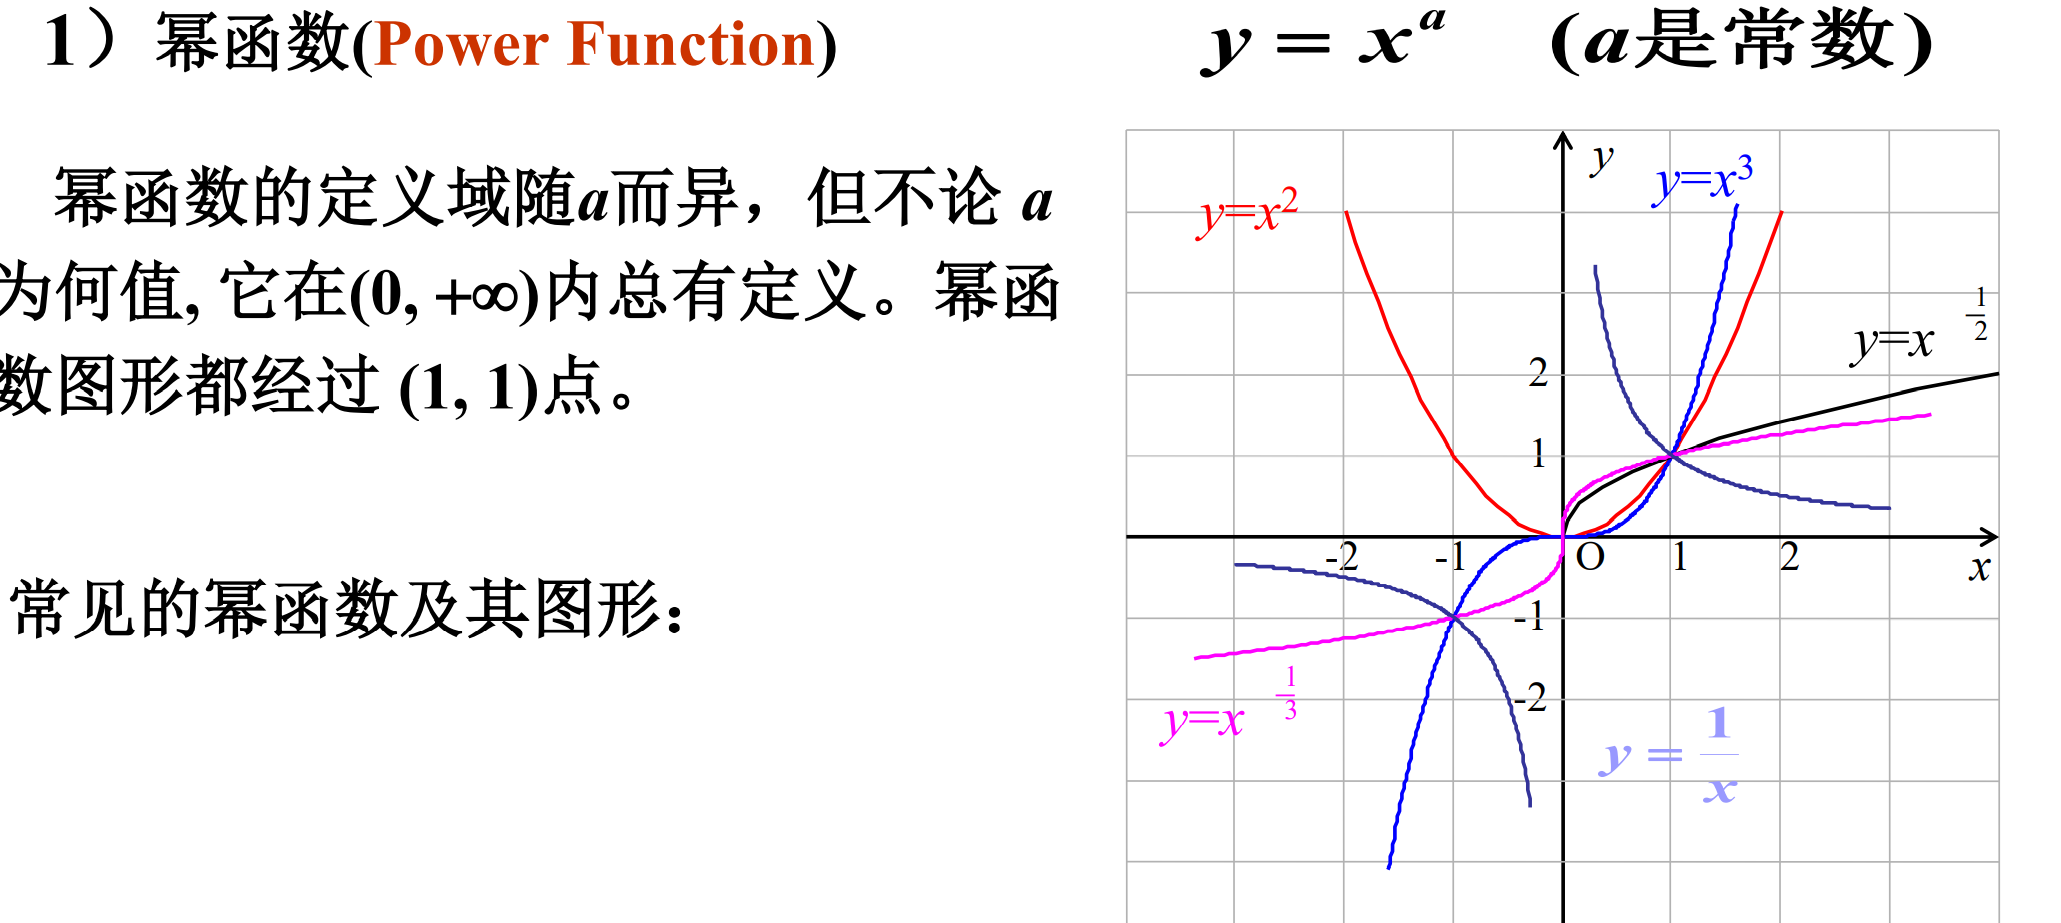 1）幂函数(Power Function)
y = x^a (a是常数)
幂函数的定义域随a而异，但不论 a
为何值, 它在(0, +∞)内总有定义。幂函
数图形都经过 (1, 1)点。
常见的幂函数及其图形：
y
y=x^3
y=x^2
y=x^{1/2}
2
1
-2 -1 O 1 2
x
-1
-2
y=x^{1/3}
y = 1/x